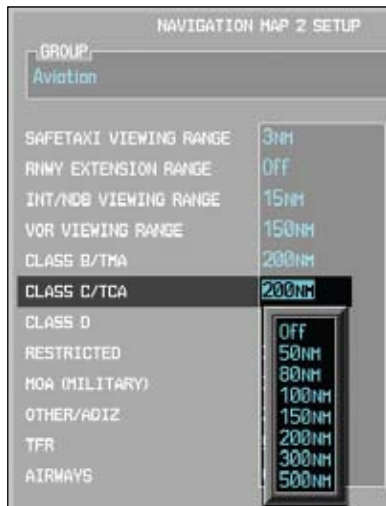 NAVIGATION MAP 2 SETUP
GROUP
Aviation
SAFETAXI VIEWING RANGE 3NM
RNWY EXTENSION RANGE Off
INT/NDB VIEWING RANGE 15NM
VOR VIEWING RANGE 150NM
CLASS B/TMA 200NM
CLASS C/TCA 200NM
CLASS D
Off
RESTRICTED
50NM
80NM
MOA (MILITARY)
100NM
OTHER/ADIZ
150NM
200NM
TFR
300NM
AIRWAYS
500NM